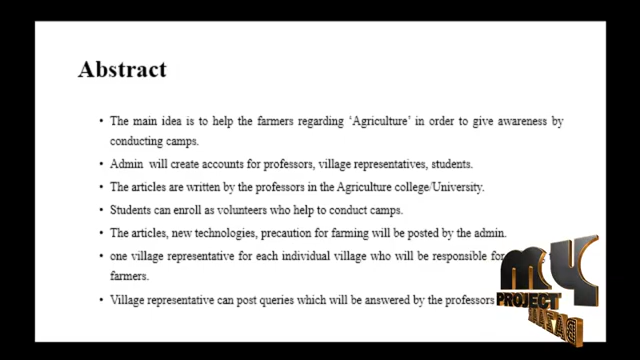 Abstract
• The main idea is to help the farmers regarding ‘Agriculture’ in order to give awareness by
conducting camps.
• Admin will create accounts for professors, village representatives, students.
• The articles are written by the professors in the Agriculture college/University.
• Students can enroll as volunteers who help to conduct camps.
• The articles, new technologies, precaution for farming will be posted by the admin.
• one village representative for each individual village who will be responsible for
farmers.
• Village representative can post queries which will be answered by the professors
MY
PROJECT
BAZAAR